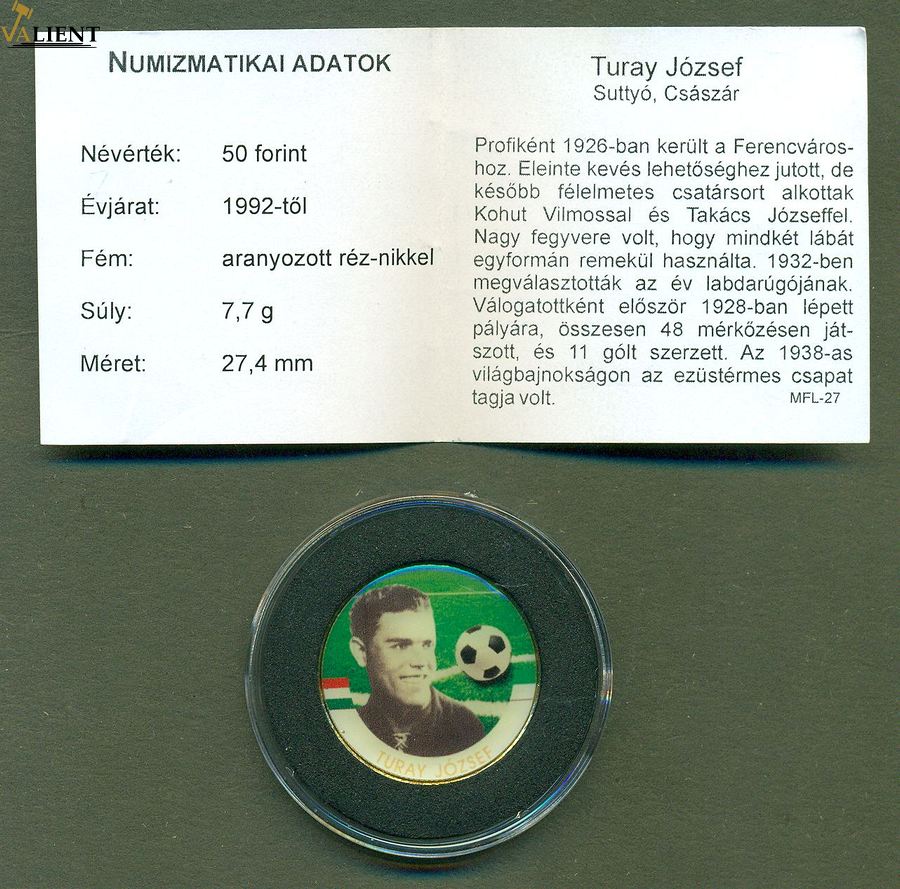 VALIENT
NUMIZMATIKAI ADATOK
Névérték: 50 forint
Évjárat: 1992-től
Fém: aranyozott réz-nikkel
Súly: 7,7 g
Méret: 27,4 mm
Turay József
Suttyó, Császár
Profiként 1926-ban került a Ferencváros-
hoz. Eleinte kevés lehetőséghez jutott, de
később félelmetes csatársort alkottak
Kohut Vilmossal és Takács Józseffel.
Nagy fegyvere volt, hogy mindkét lábát
egyformán remekül használta. 1932-ben
megválasztották az év labdarúgójának.
Válogatottként először 1928-ban lépett
pályára, összesen 48 mérkőzésen ját-
szott, és 11 gólt szerzett. Az 1938-as
világbajnokságon az ezüstérmes csapat
tagja volt. MFL-27
TURAY JÓZSEF